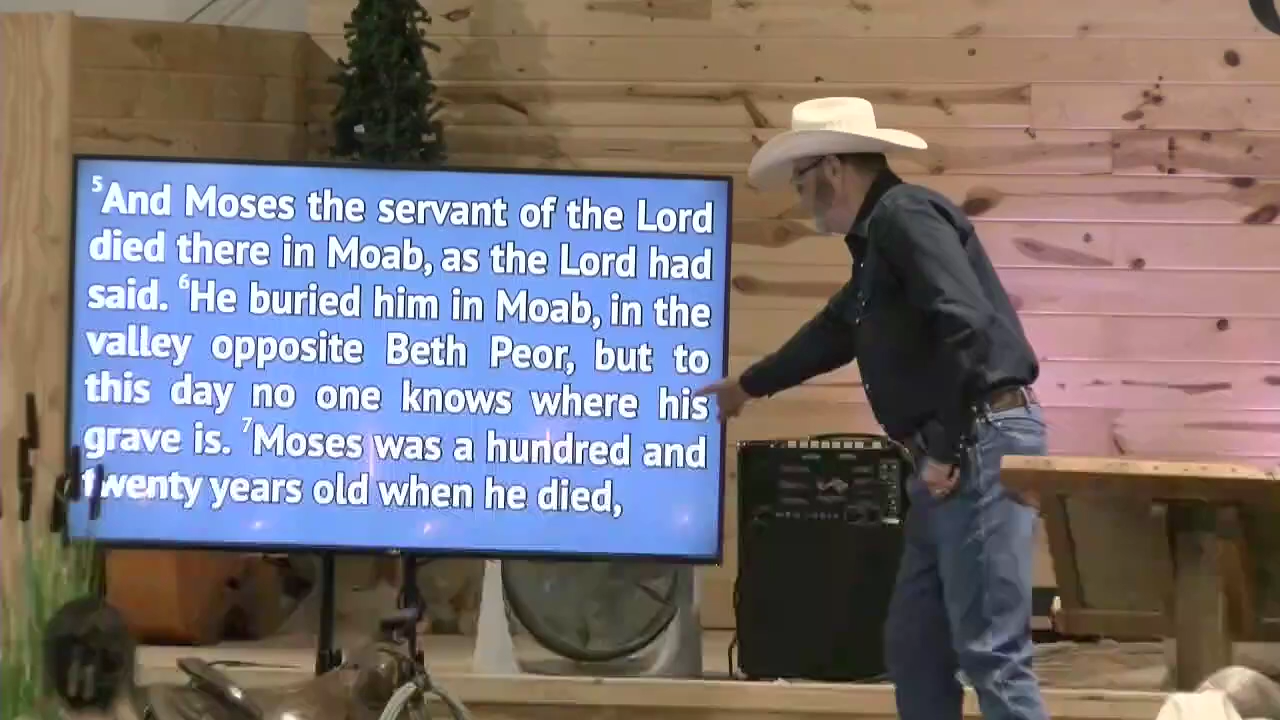 ⁵And Moses the servant of the Lord
died there in Moab, as the Lord had
said. ⁶He buried him in Moab, in the
valley opposite Beth Peor, but to
this day no one knows where his
grave is. ⁷Moses was a hundred and
twenty years old when he died,